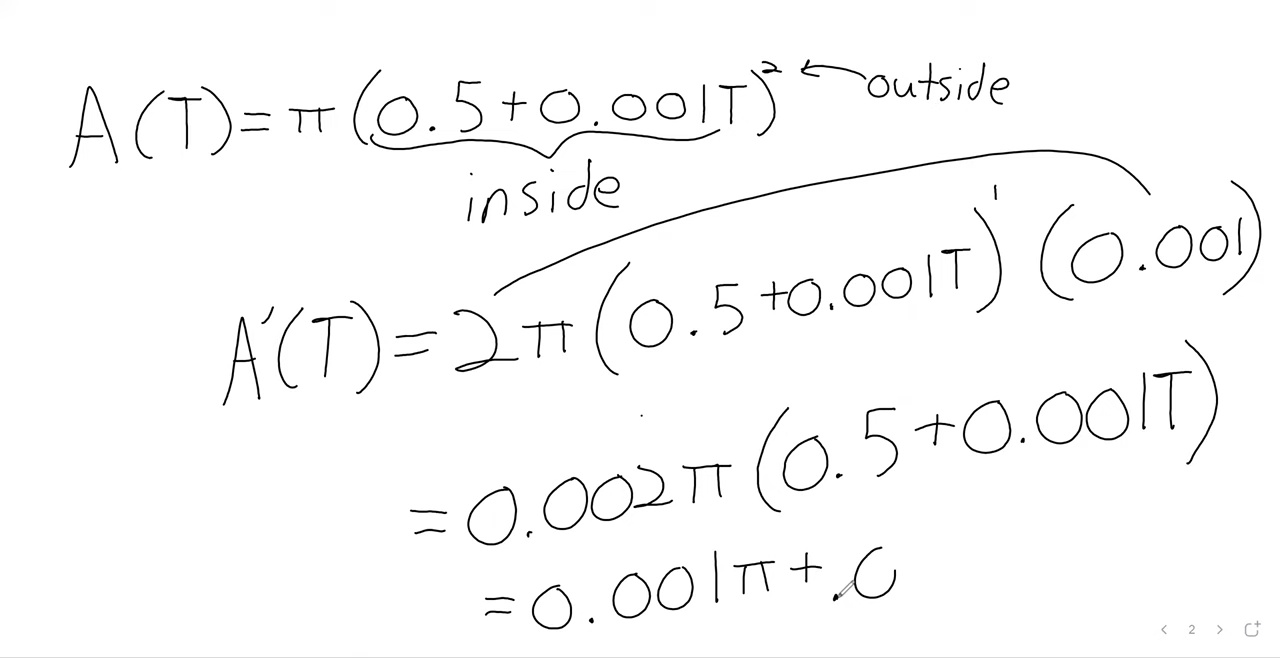 A(T) = π(0.5+0.001T)² ← outside
inside
A'(T) = 2π(0.5+0.001T)¹ (0.001)
= 0.002π(0.5+0.001T)
= 0.001π + .0
< 2 >